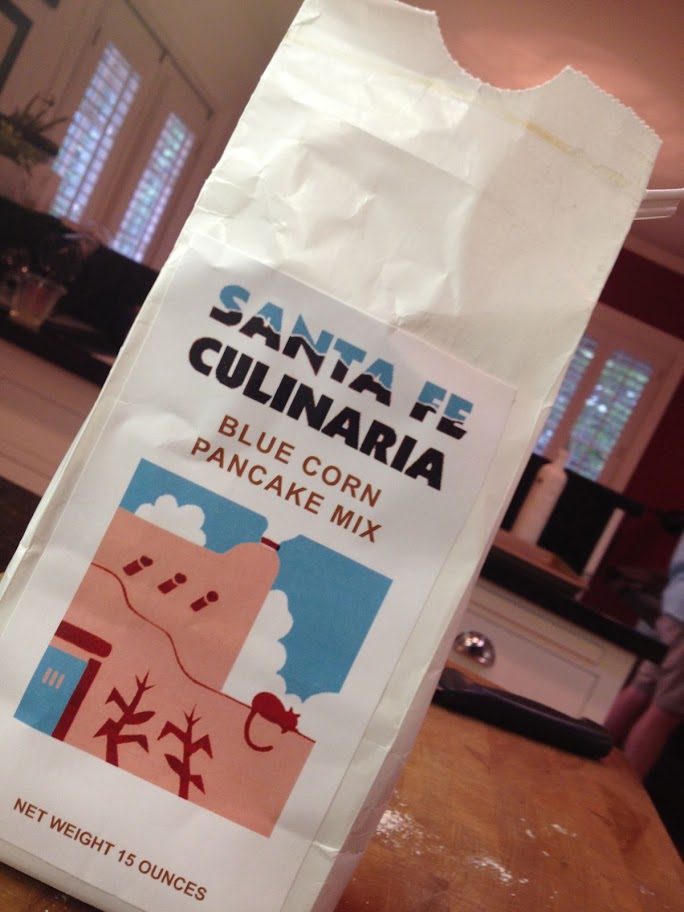 SANTA FE
CULINARIA
BLUE CORN
PANCAKE MIX
NET WEIGHT 15 OUNCES